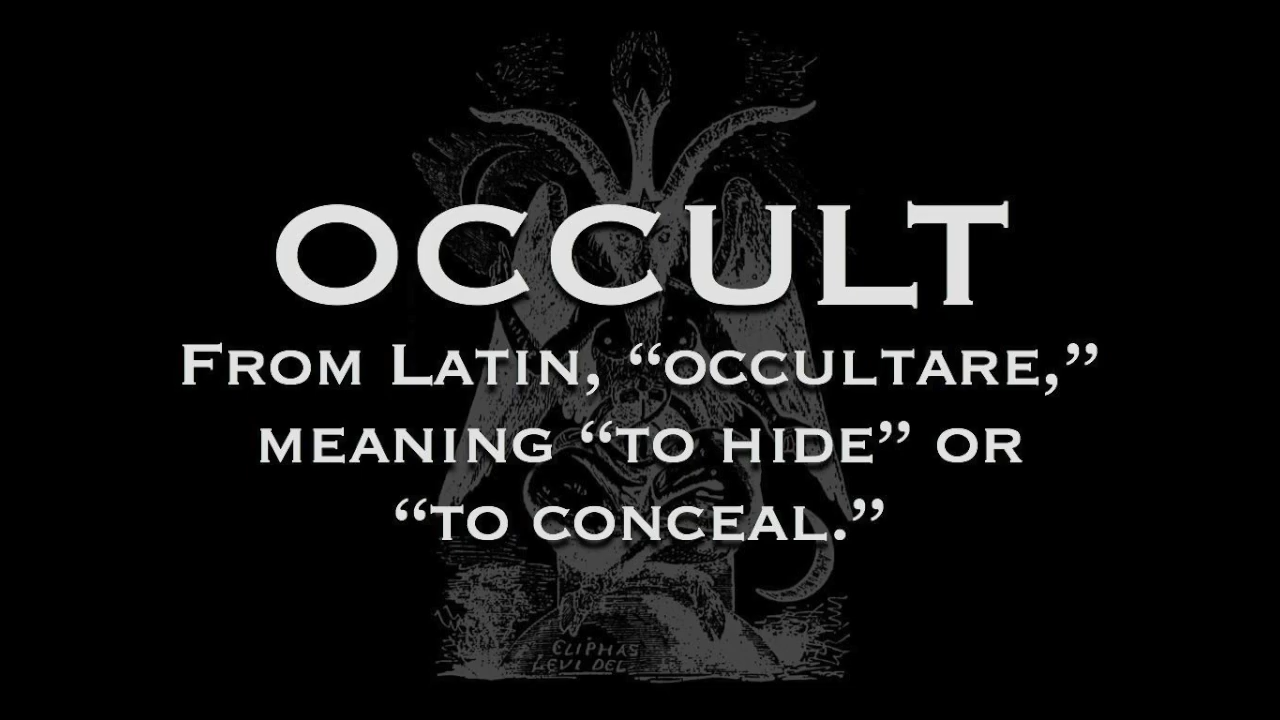 OCCULT
FROM LATIN, “OCCULTARE,”
MEANING “TO HIDE” OR
“TO CONCEAL.”
ELIPHAS
LEVI DEL